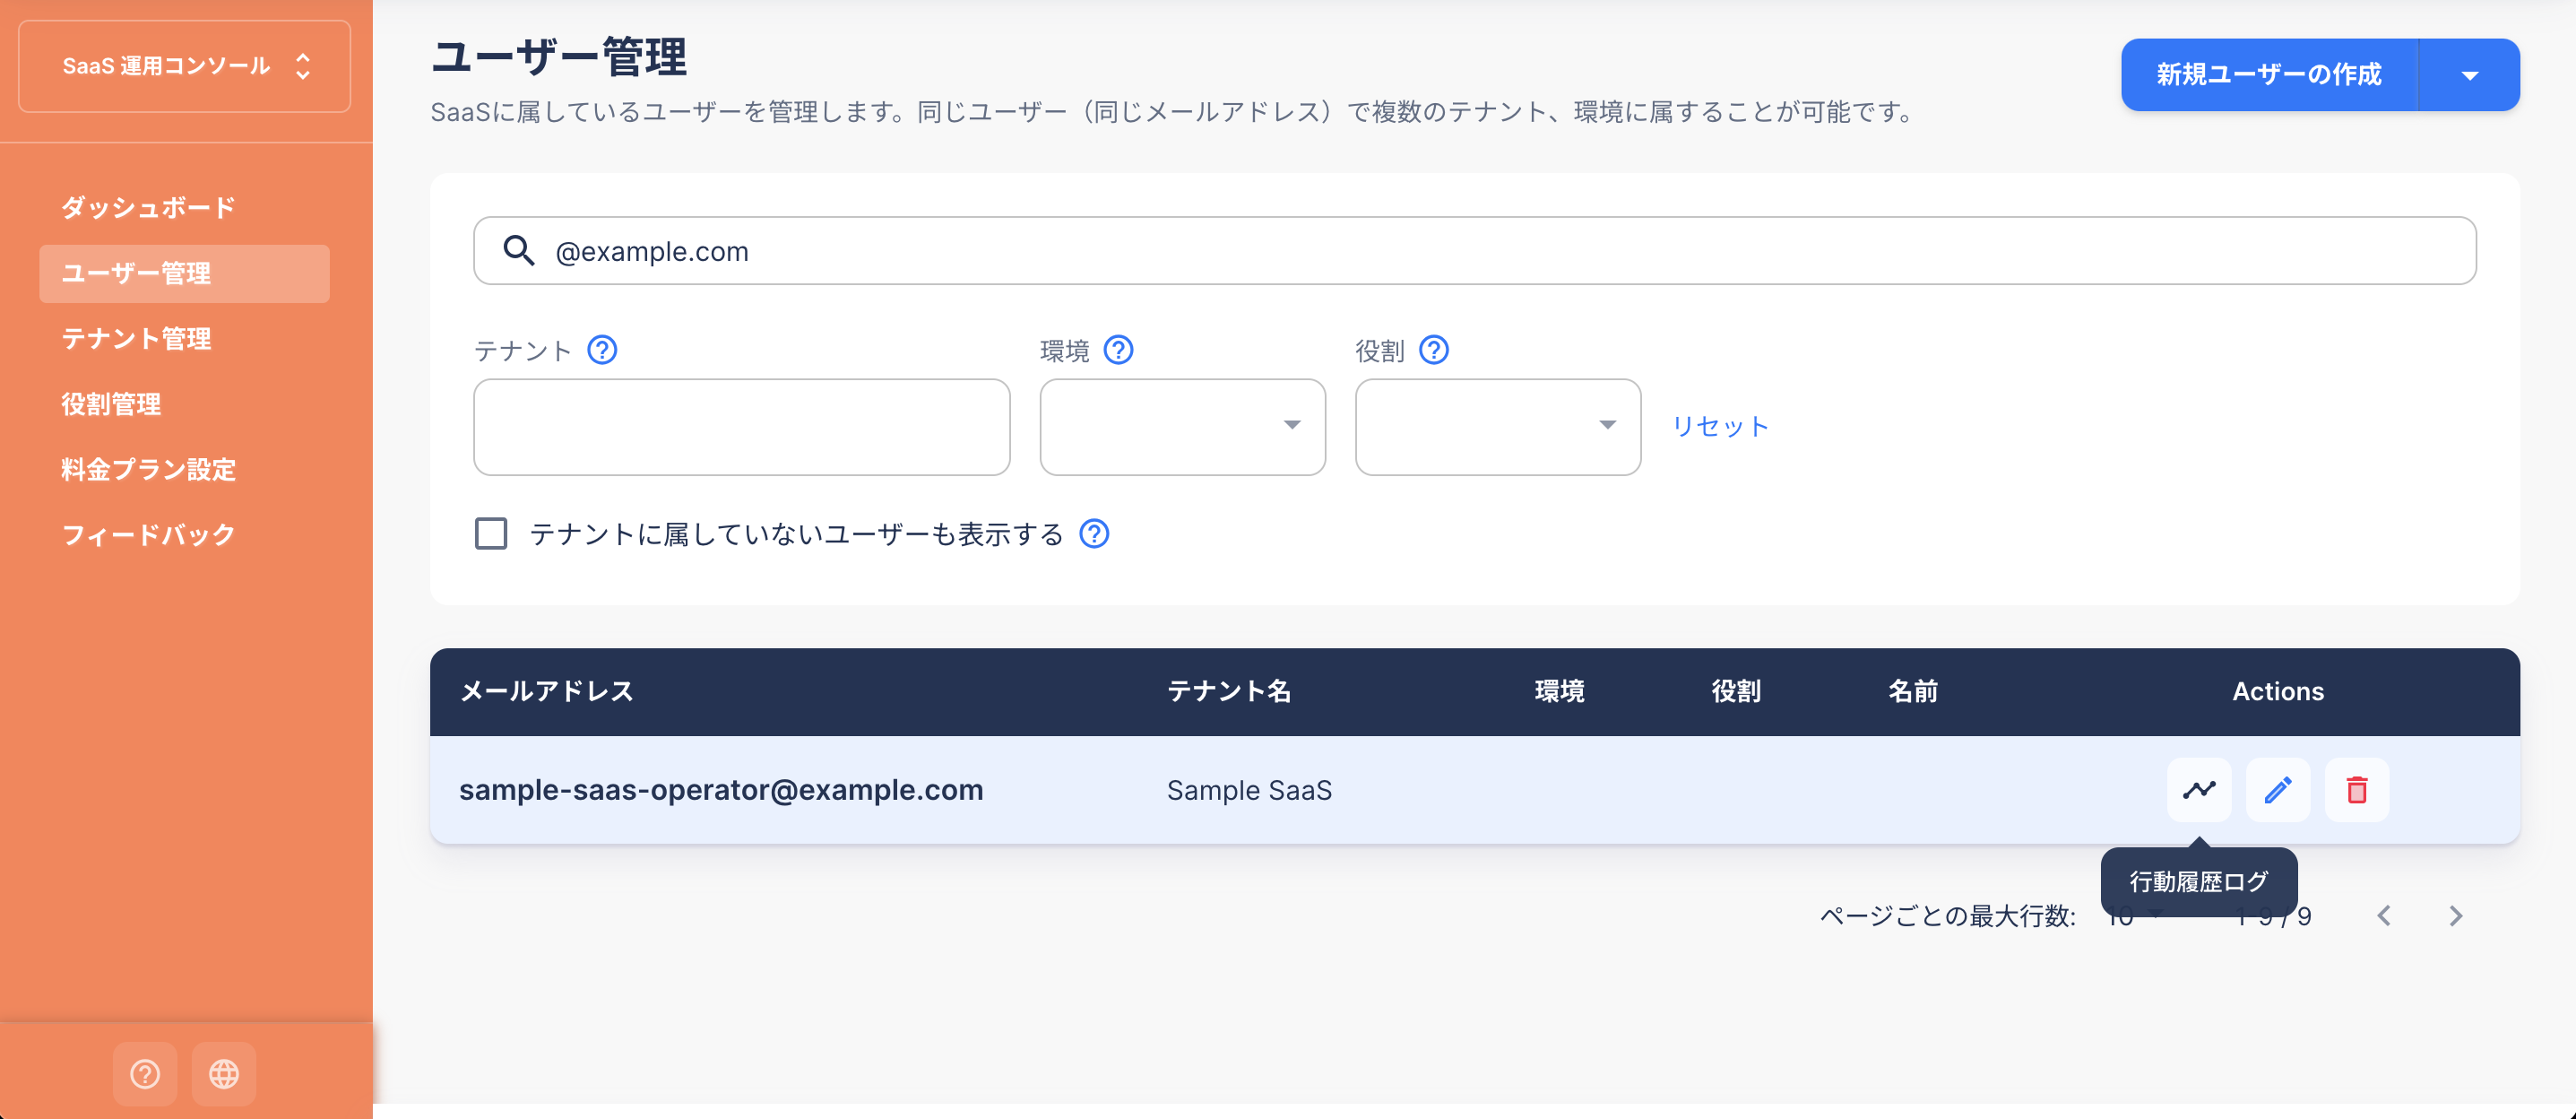 SaaS 運用コンソール
ダッシュボード
ユーザー管理
テナント管理
役割管理
料金プラン設定
フィードバック
ユーザー管理
SaaSに属しているユーザーを管理します。同じユーザー（同じメールアドレス）で複数のテナント、環境に属することが可能です。
新規ユーザーの作成
@example.com
テナント
環境
役割
リセット
テナントに属していないユーザーも表示する
メールアドレス テナント名 環境 役割 名前 Actions
sample-saas-operator@example.com Sample SaaS
行動履歴ログ
ページごとの最大行数: 10 1-9 / 9